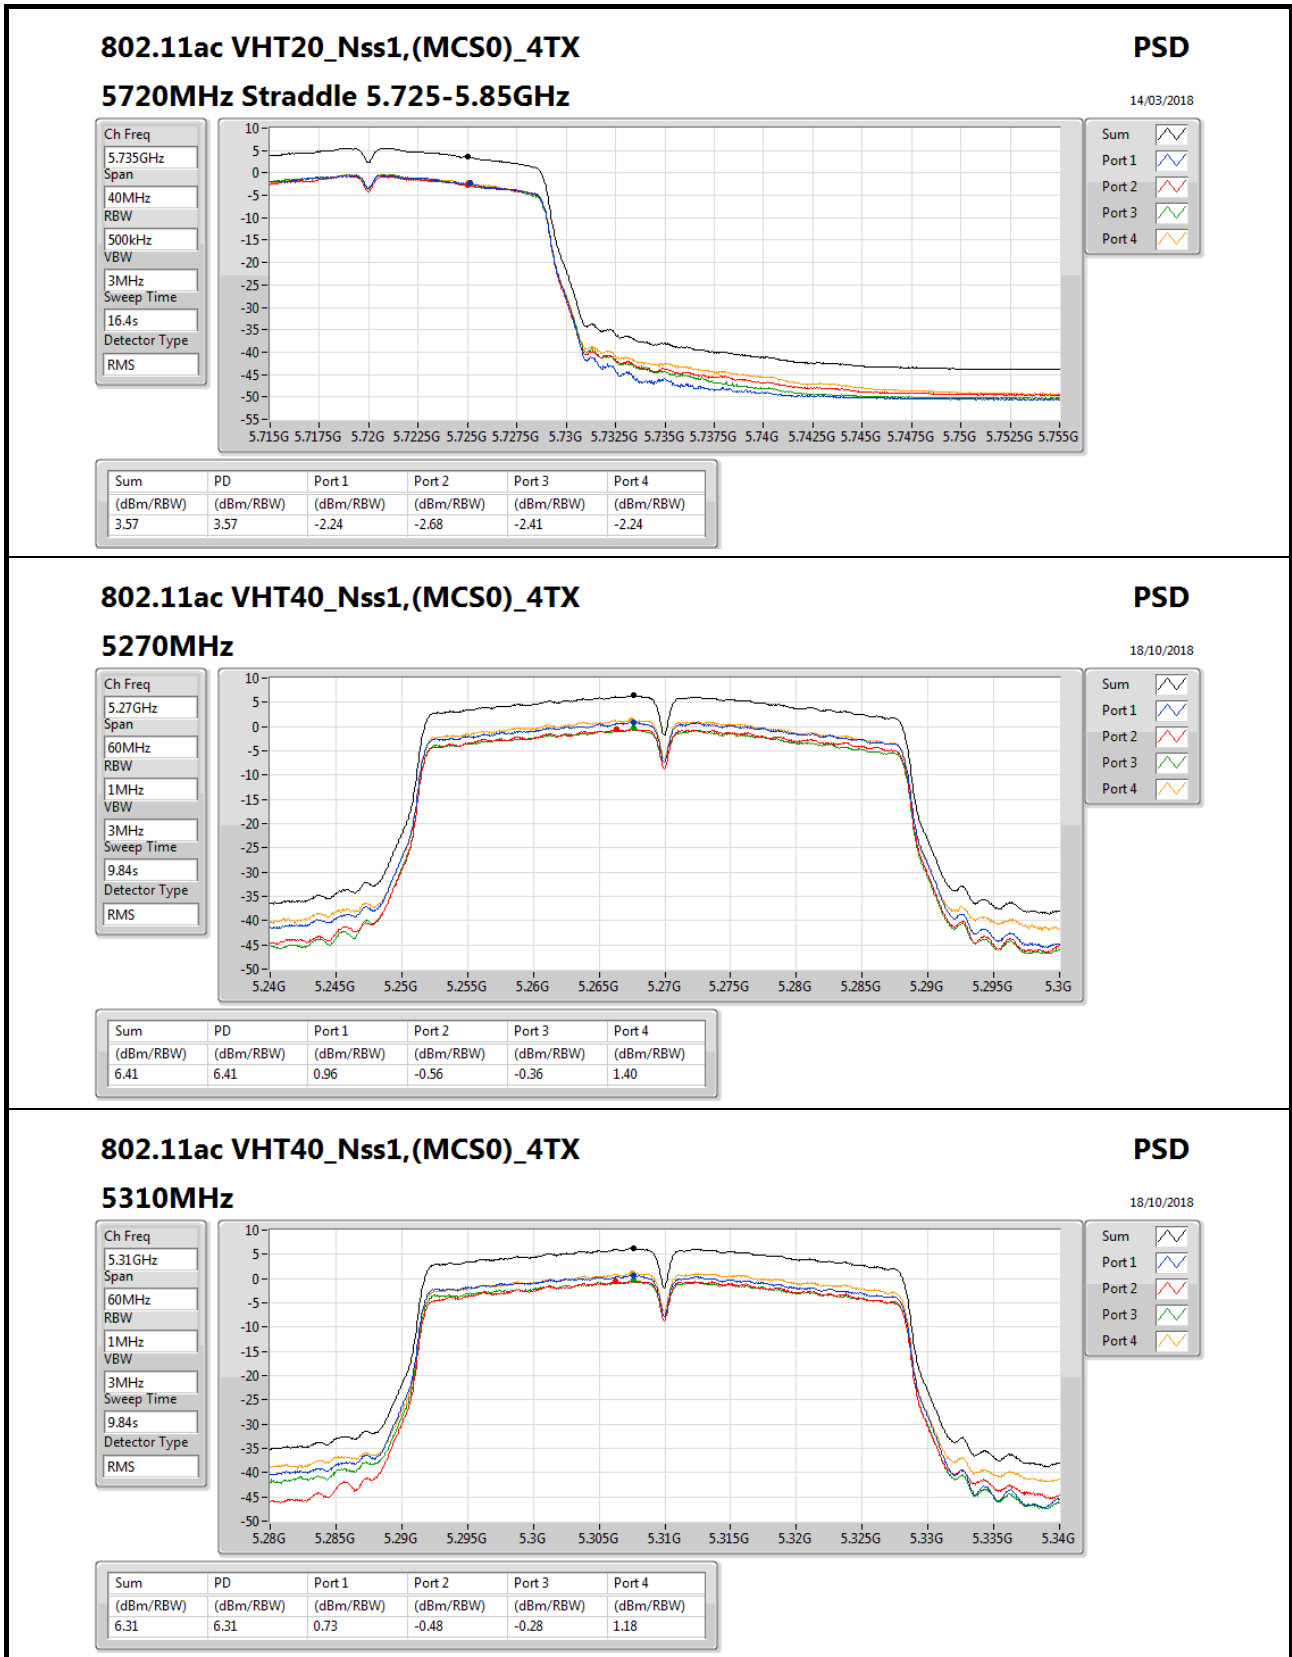 802.11ac VHT20_Nss1,(MCS0)_4TX PSD
5720MHz Straddle 5.725-5.85GHz 14/03/2018
Ch Freq
5.735GHz
Span
40MHz
RBW
500kHz
VBW
3MHz
Sweep Time
16.4s
Detector Type
RMS
10
5
0
-5
-10
-15
-20
-25
-30
-35
-40
-45
-50
-55
5.715G 5.7175G 5.72G 5.7225G 5.725G 5.7275G 5.73G 5.7325G 5.735G 5.7375G 5.74G 5.7425G 5.745G 5.7475G 5.75G 5.7525G 5.755G
Sum
Port 1
Port 2
Port 3
Port 4
Sum PD Port 1 Port 2 Port 3 Port 4
(dBm/RBW) (dBm/RBW) (dBm/RBW) (dBm/RBW) (dBm/RBW) (dBm/RBW)
3.57 3.57 -2.24 -2.68 -2.41 -2.24
802.11ac VHT40_Nss1,(MCS0)_4TX PSD
5270MHz 18/10/2018
Ch Freq
5.27GHz
Span
60MHz
RBW
1MHz
VBW
3MHz
Sweep Time
9.84s
Detector Type
RMS
10
5
0
-5
-10
-15
-20
-25
-30
-35
-40
-45
-50
5.24G 5.245G 5.25G 5.255G 5.26G 5.265G 5.27G 5.275G 5.28G 5.285G 5.29G 5.295G 5.3G
Sum
Port 1
Port 2
Port 3
Port 4
Sum PD Port 1 Port 2 Port 3 Port 4
(dBm/RBW) (dBm/RBW) (dBm/RBW) (dBm/RBW) (dBm/RBW) (dBm/RBW)
6.41 6.41 0.96 -0.56 -0.36 1.40
802.11ac VHT40_Nss1,(MCS0)_4TX PSD
5310MHz 18/10/2018
Ch Freq
5.31GHz
Span
60MHz
RBW
1MHz
VBW
3MHz
Sweep Time
9.84s
Detector Type
RMS
10
5
0
-5
-10
-15
-20
-25
-30
-35
-40
-45
-50
5.28G 5.285G 5.29G 5.295G 5.3G 5.305G 5.31G 5.315G 5.32G 5.325G 5.33G 5.335G 5.34G
Sum
Port 1
Port 2
Port 3
Port 4
Sum PD Port 1 Port 2 Port 3 Port 4
(dBm/RBW) (dBm/RBW) (dBm/RBW) (dBm/RBW) (dBm/RBW) (dBm/RBW)
6.31 6.31 0.73 -0.48 -0.28 1.18